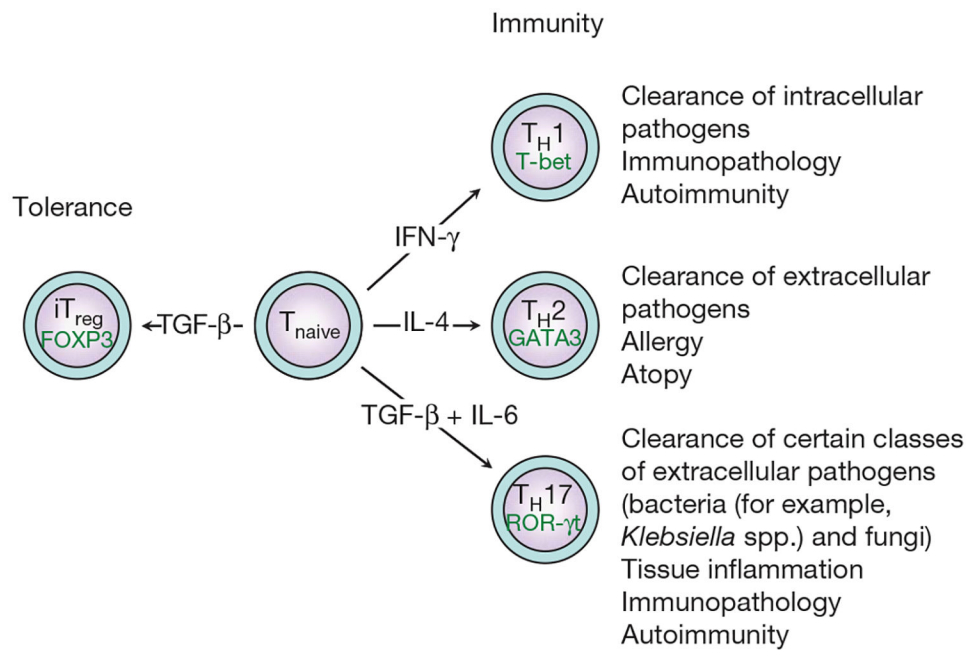 Immunity
Clearance of intracellular
pathogens
Immunopathology
Autoimmunity
TH1
T-bet
Tolerance
IFN-γ
iTreg
FOXP3
TGF-β
Tnaive
IL-4
TH2
GATA3
Clearance of extracellular
pathogens
Allergy
Atopy
TGF-β + IL-6
TH17
ROR-γt
Clearance of certain classes
of extracellular pathogens
(bacteria (for example,
Klebsiella spp.) and fungi)
Tissue inflammation
Immunopathology
Autoimmunity